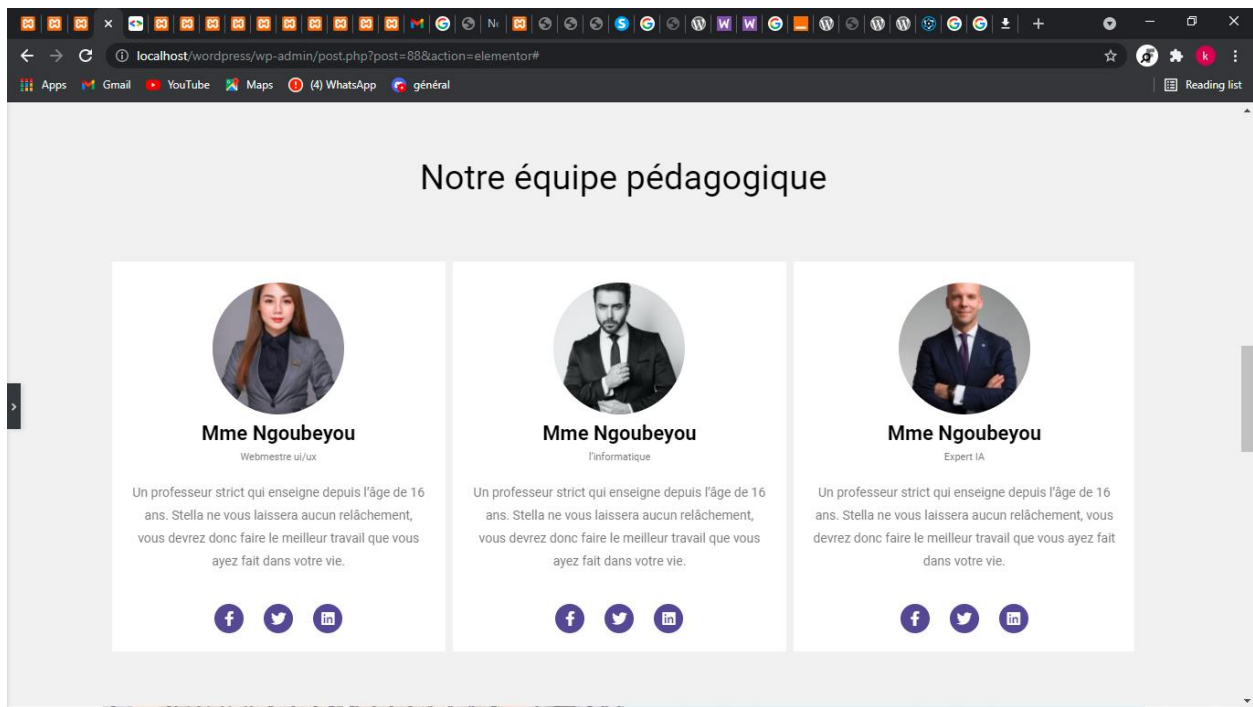 N
localhost/wordpress/wp-admin/post.php?post=88&action=elementor#
k
Apps Gmail YouTube Maps (4) WhatsApp général Reading list
Notre équipe pédagogique
Mme Ngoubeyou
Webmestre ui/ux
Un professeur strict qui enseigne depuis l'âge de 16
ans. Stella ne vous laissera aucun relâchement,
vous devrez donc faire le meilleur travail que vous
ayez fait dans votre vie.
Mme Ngoubeyou
l'informatique
Un professeur strict qui enseigne depuis l'âge de 16
ans. Stella ne vous laissera aucun relâchement,
vous devrez donc faire le meilleur travail que vous
ayez fait dans votre vie.
Mme Ngoubeyou
Expert IA
Un professeur strict qui enseigne depuis l'âge de 16
ans. Stella ne vous laissera aucun relâchement, vous
devrez donc faire le meilleur travail que vous ayez fait
dans votre vie.